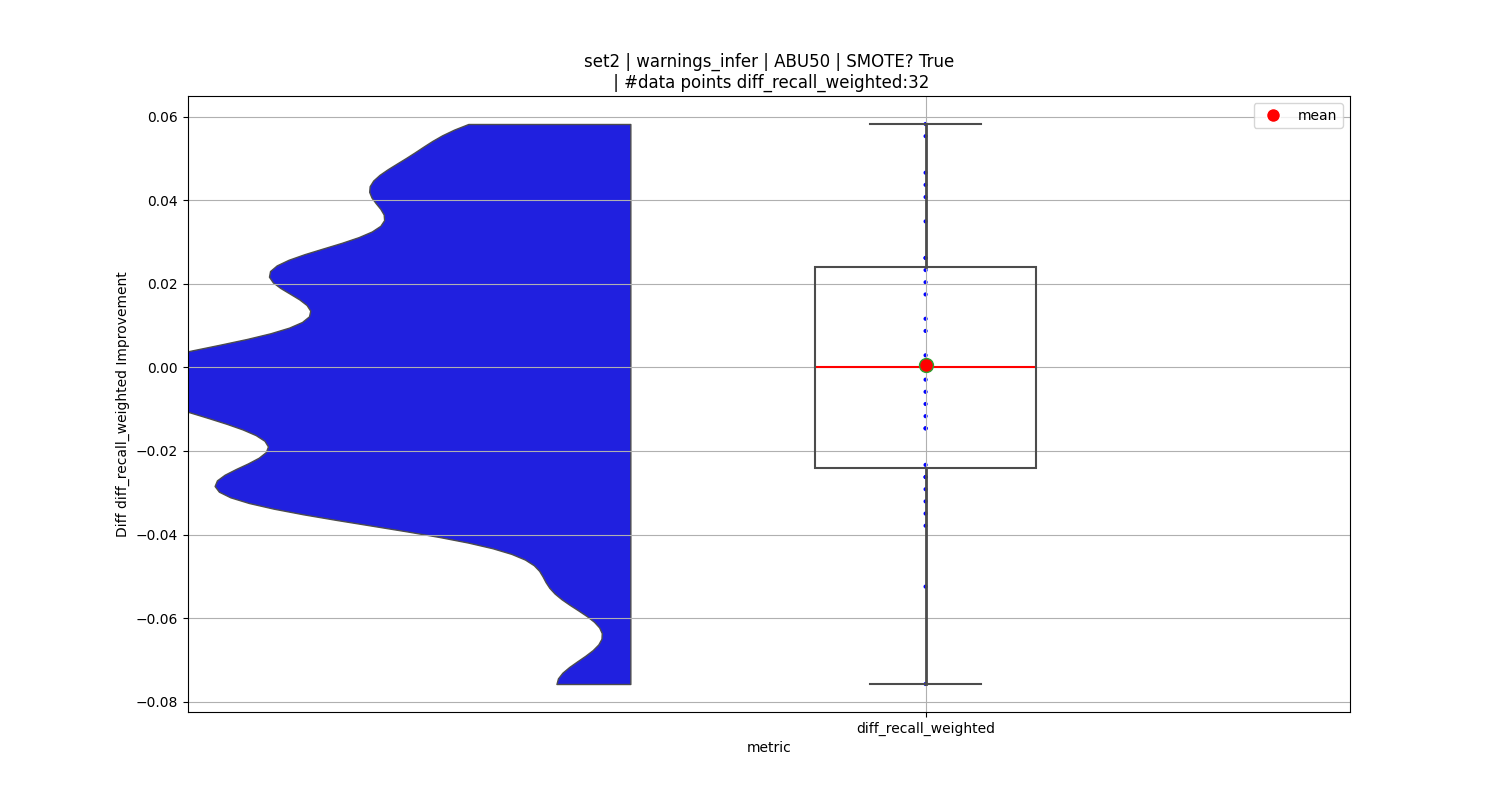 set2 | warnings_infer | ABU50 | SMOTE? True
| #data points diff_recall_weighted:32
mean
Diff diff_recall_weighted Improvement
0.06
0.04
0.02
0.00
−0.02
−0.04
−0.06
−0.08
diff_recall_weighted
metric